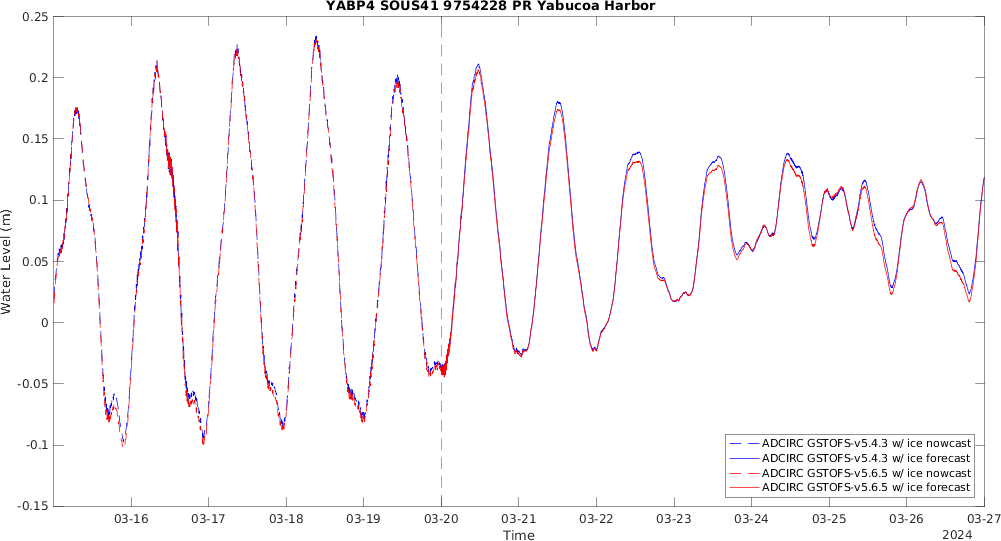 YABP4 SOUS41 9754228 PR Yabucoa Harbor
0.25
0.2
0.15
0.1
0.05
0
-0.05
-0.1
-0.15
Water Level (m)
ADCIRC GSTOFS-v5.4.3 w/ ice nowcast
ADCIRC GSTOFS-v5.4.3 w/ ice forecast
ADCIRC GSTOFS-v5.6.5 w/ ice nowcast
ADCIRC GSTOFS-v5.6.5 w/ ice forecast
03-16 03-17 03-18 03-19 03-20 03-21 03-22 03-23 03-24 03-25 03-26 03-27
Time
2024